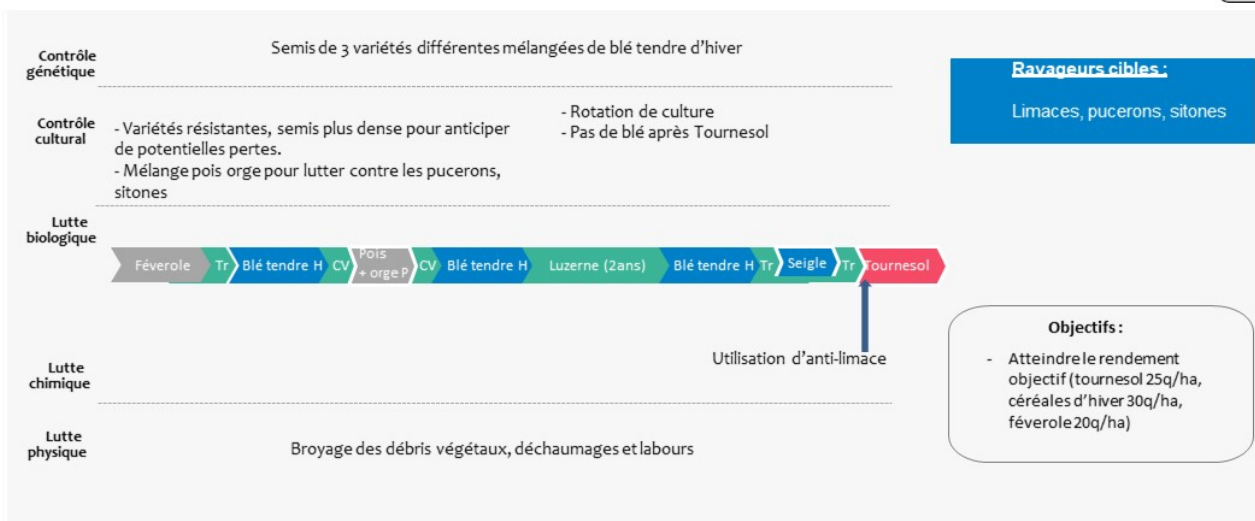 Contrôle
génétique
Semis de 3 variétés différentes mélangées de blé tendre d'hiver
Ravageurs cibles :
Limaces, pucerons, sitones
Contrôle
cultural
- Variétés résistantes, semis plus dense pour anticiper
de potentielles pertes.
- Mélange pois orge pour lutter contre les pucerons,
sitones
- Rotation de culture
- Pas de blé après Tournesol
Lutte
biologique
Féverole
Tr
Blé tendre H
CV
Pois
+ orge P
CV
Blé tendre H
Luzerne (2ans)
Blé tendre H
Tr
Seigle
Tr
Tournesol
Lutte
chimique
Utilisation d'anti-limace
Objectifs :
- Atteindre le rendement
objectif (tournesol 25q/ha,
céréales d'hiver 30q/ha,
féverole 20q/ha)
Lutte
physique
Broyage des débris végétaux, déchaumages et labours